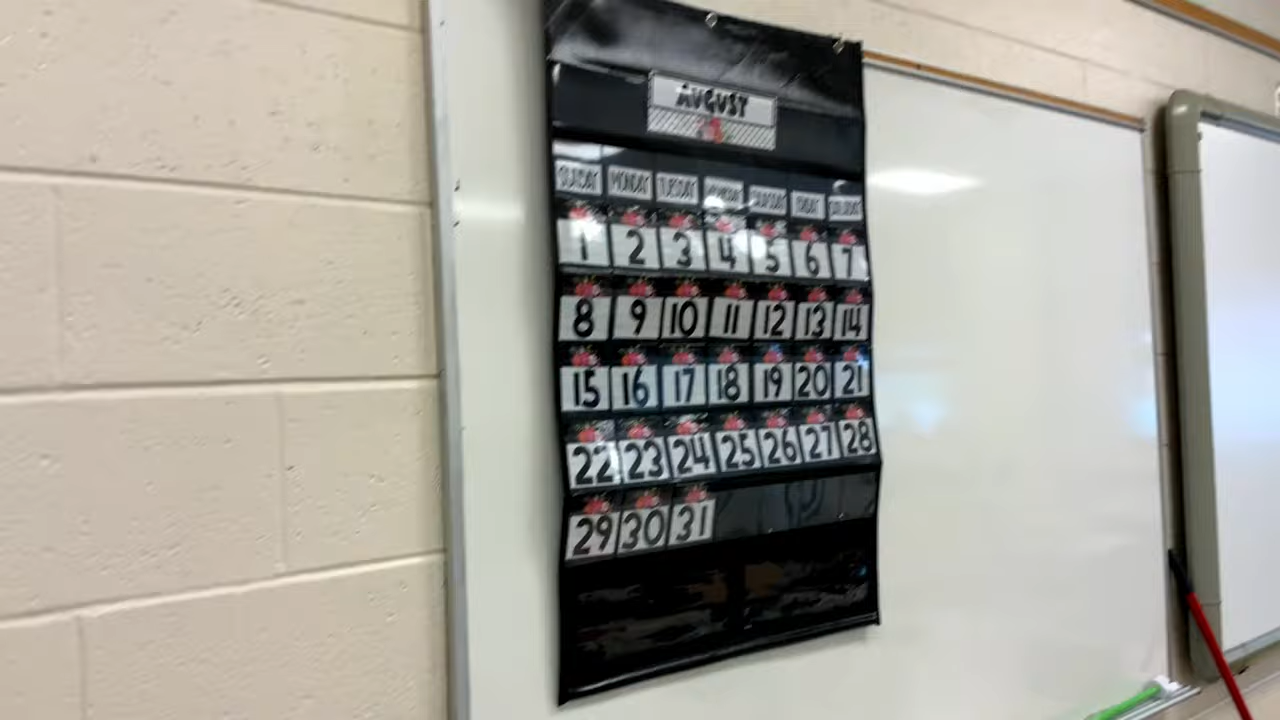 AUGUST
SUNDAY MONDAY TUESDAY WEDNESDAY THURSDAY FRIDAY SATURDAY
1 2 3 4 5 6 7
8 9 10 11 12 13 14
15 16 17 18 19 20 21
22 23 24 25 26 27 28
29 30 31